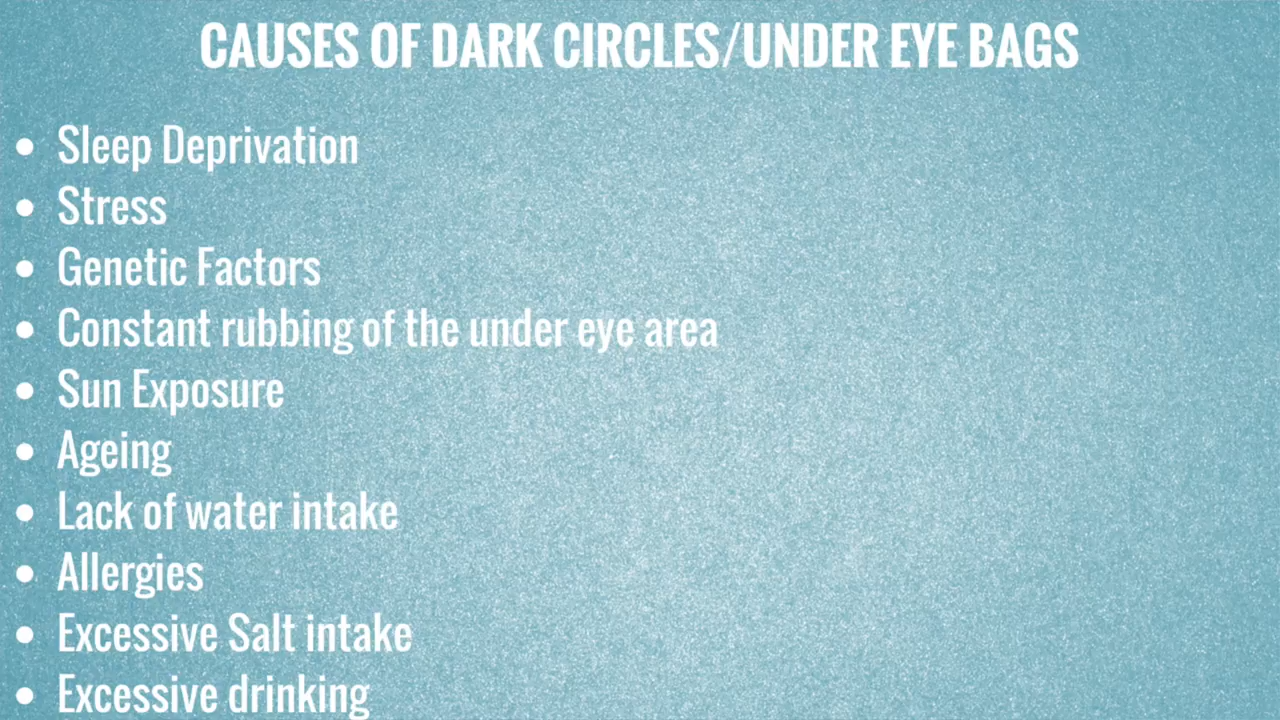 CAUSES OF DARK CIRCLES/UNDER EYE BAGS
• Sleep Deprivation
• Stress
• Genetic Factors
• Constant rubbing of the under eye area
• Sun Exposure
• Ageing
• Lack of water intake
• Allergies
• Excessive Salt intake
• Excessive drinking